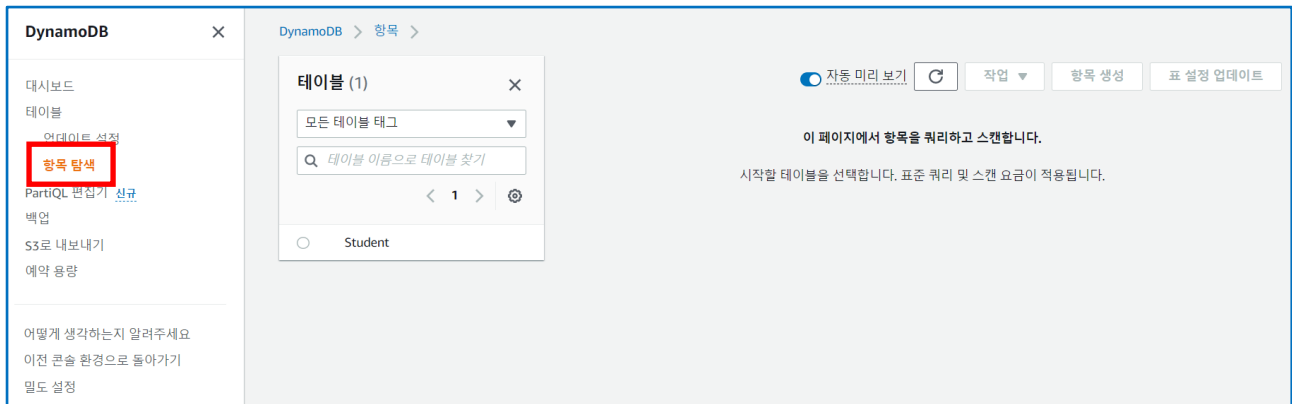 DynamoDB
대시보드
테이블
업데이트 설정
항목 탐색
PartiQL 편집기 신규
백업
S3로 내보내기
예약 용량
어떻게 생각하는지 알려주세요
이전 콘솔 환경으로 돌아가기
밀도 설정
DynamoDB > 항목 >
테이블 (1)
모든 테이블 태그
테이블 이름으로 테이블 찾기
< 1 >
Student
자동 미리 보기 작업 항목 생성 표 설정 업데이트
이 페이지에서 항목을 쿼리하고 스캔합니다.
시작할 테이블을 선택합니다. 표준 쿼리 및 스캔 요금이 적용됩니다.